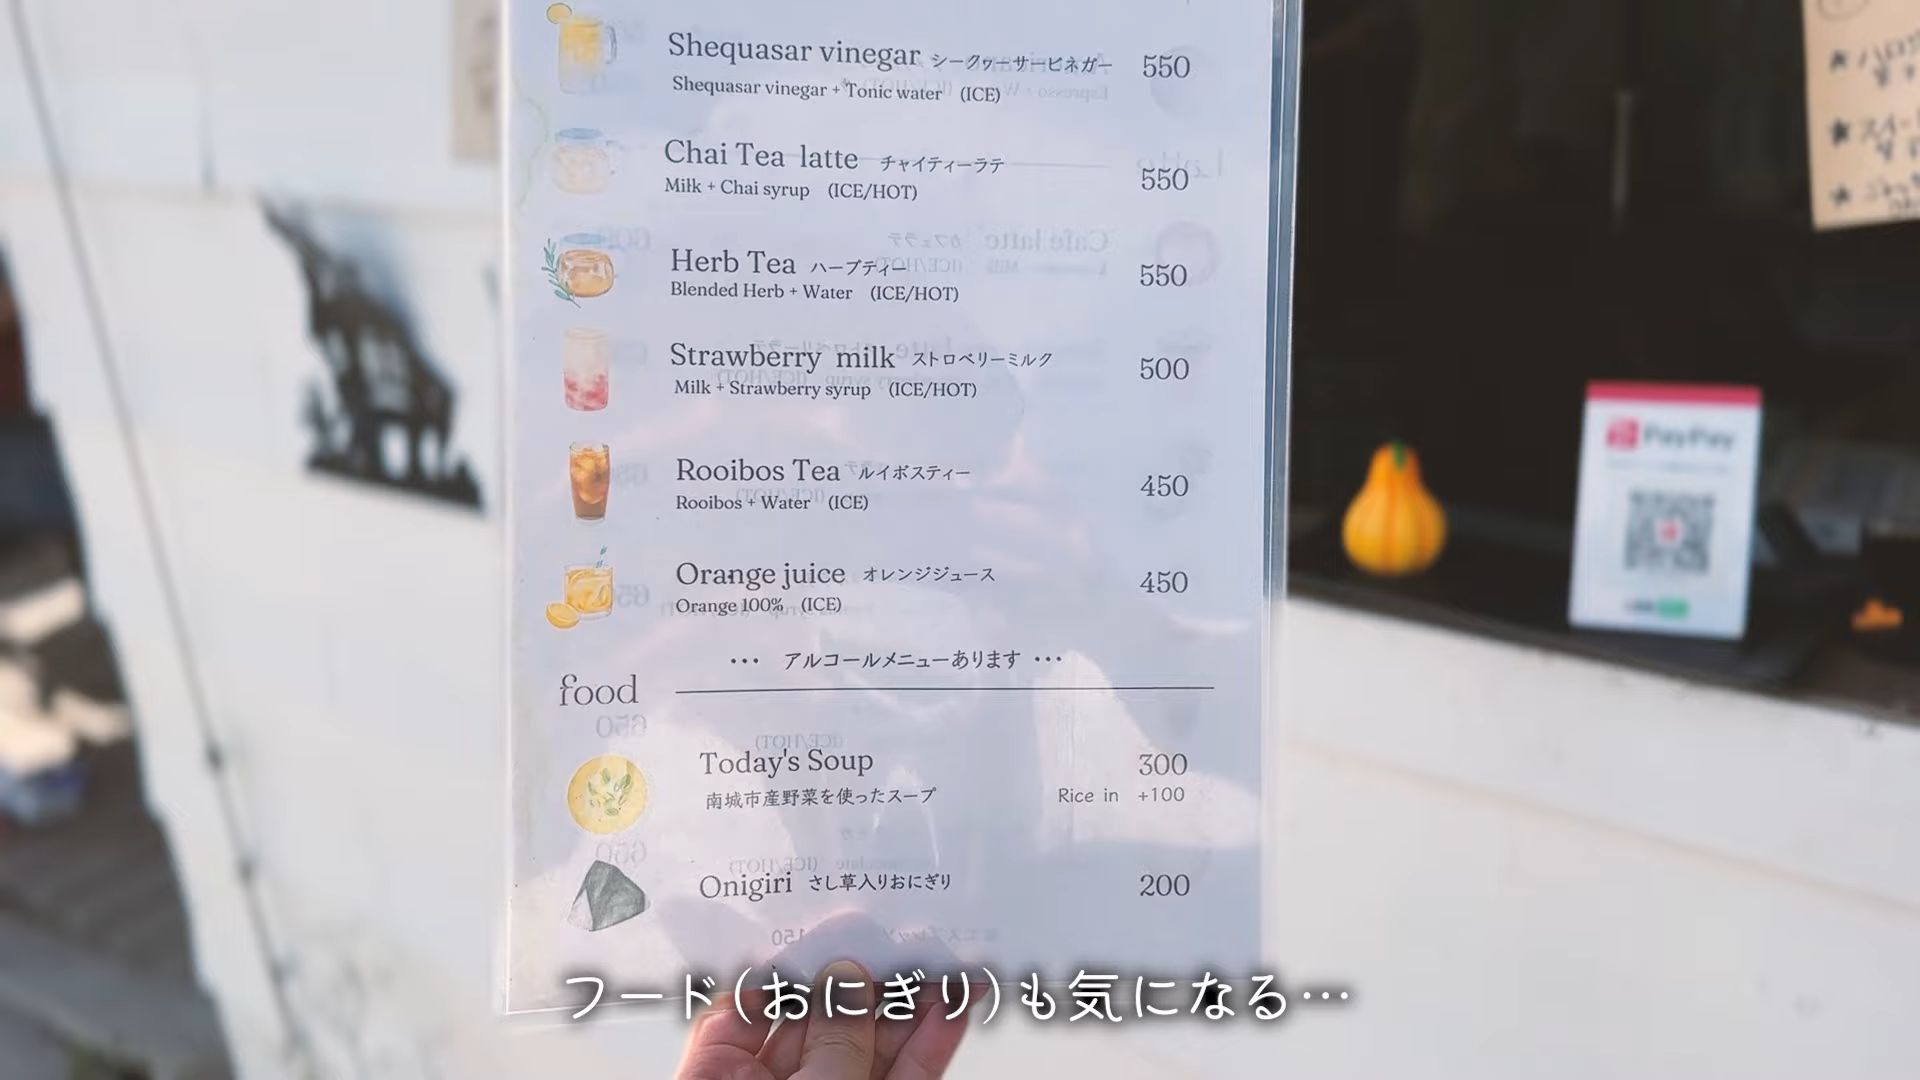 Shequasar vinegar シークヮーサービネガー 550
Shequasar vinegar + Tonic water (ICE)
Chai Tea latte チャイティーラテ 550
Milk + Chai syrup (ICE/HOT)
Herb Tea ハーブティー 550
Blended Herb + Water (ICE/HOT)
Strawberry milk ストロベリーミルク 500
Milk + Strawberry syrup (ICE/HOT)
Rooibos Tea ルイボスティー 450
Rooibos + Water (ICE)
Orange juice オレンジジュース 450
Orange 100% (ICE)
··· アルコールメニューあります ···
food
Today's Soup 300
南城市産野菜を使ったスープ Rice in +100
Onigiri さし草入りおにぎり 200
PayPay
フード(おにぎり)も気になる…